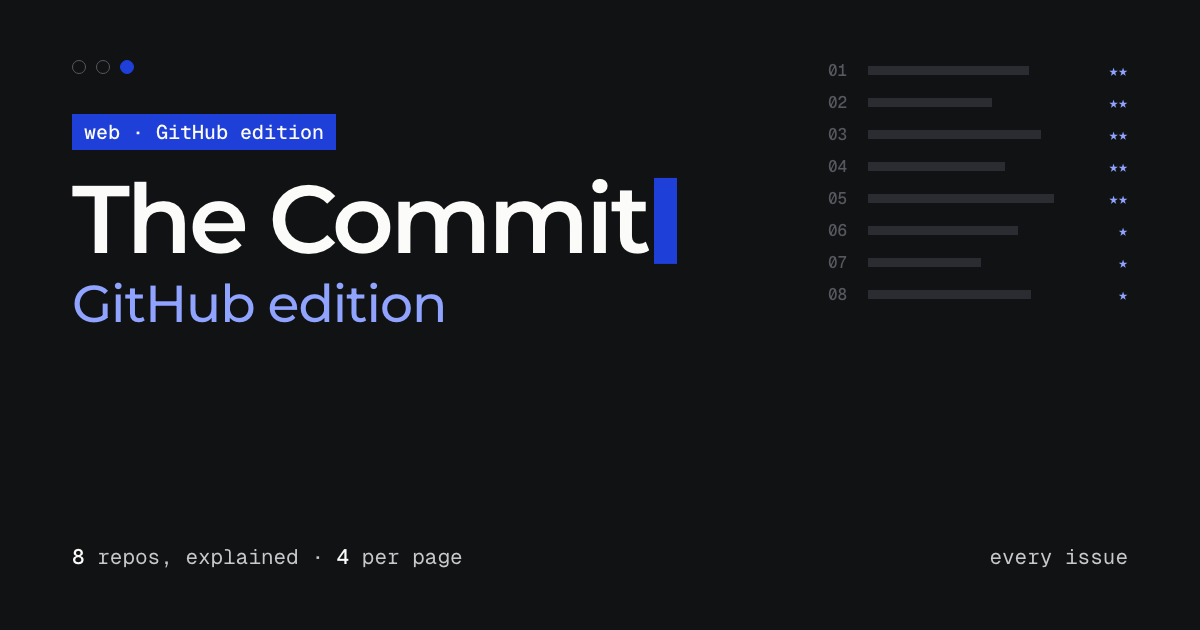 web · GitHub edition
The Commit
GitHub edition
01 ★★
02 ★★
03 ★★
04 ★★
05 ★★
06 ★
07 ★
08 ★
8 repos, explained · 4 per page
every issue